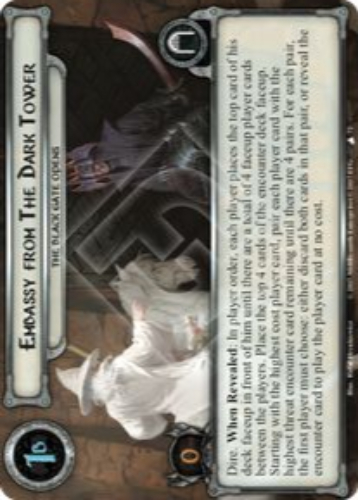 1B
EMBASSY FROM THE DARK TOWER
THE BLACK GATE OPENS
0
Dire. When Revealed: In player order, each player places the top card of his
deck faceup in front of him until there are a total of 4 faceup player cards
between the players. Place the top 4 cards of the encounter deck faceup.
Starting with the highest cost player card, pair each player card with the
highest threat encounter card remaining until there are 4 pairs. For each pair,
the first player must choose: either discard both cards in that pair, or reveal the
encounter card to play the player card at no cost.
Illus.